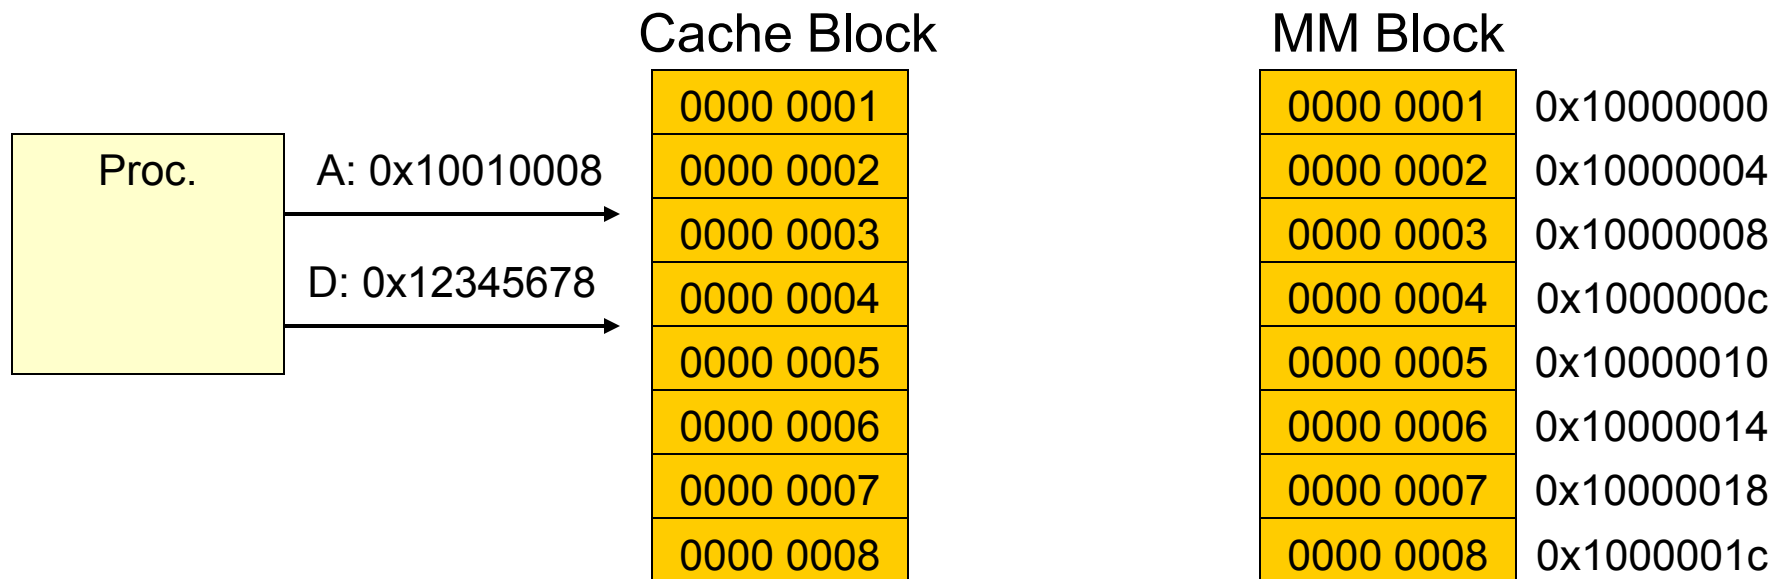 Cache Block MM Block
0000 0001 0000 0001 0x10000000
Proc. A: 0x10010008 0000 0002 0000 0002 0x10000004
0000 0003 0000 0003 0x10000008
D: 0x12345678 0000 0004 0000 0004 0x1000000c
0000 0005 0000 0005 0x10000010
0000 0006 0000 0006 0x10000014
0000 0007 0000 0007 0x10000018
0000 0008 0000 0008 0x1000001c